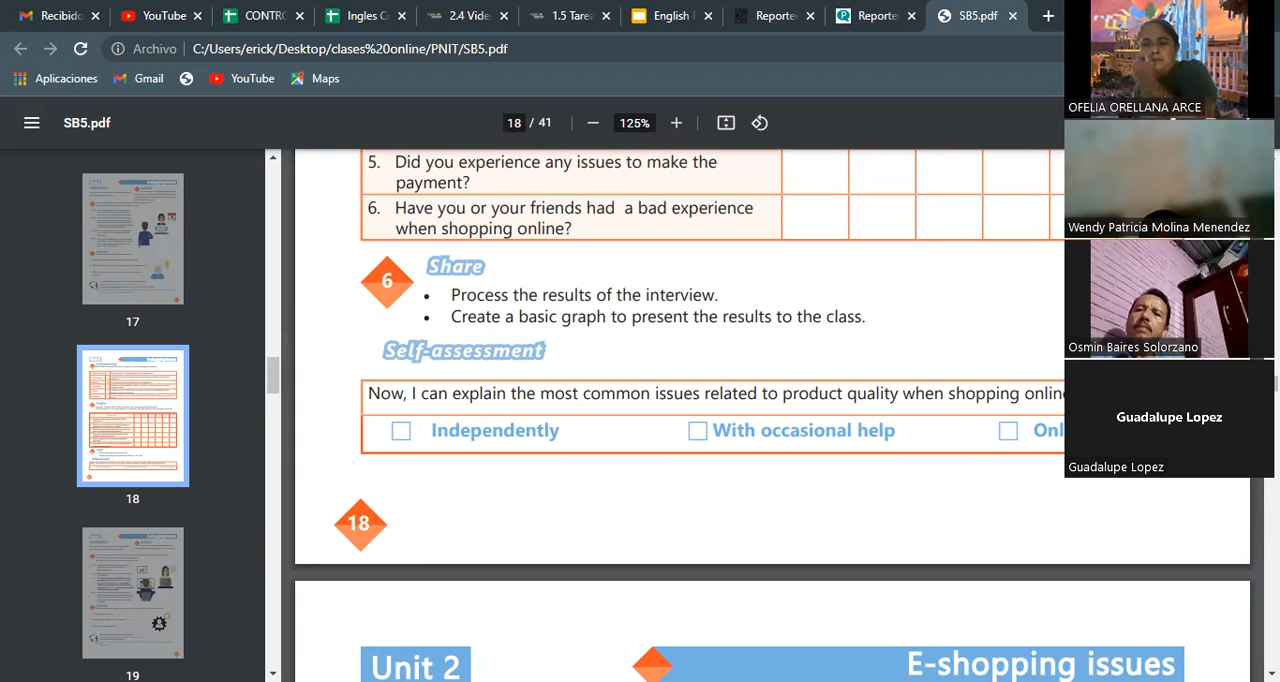 Recibido
YouTube
CONTRO
Ingles C
2.4 Vide
1.5 Tarea
English F
Reporte
Reporte
SB5.pdf
Archivo
C:/Users/erick/Desktop/clases%20online/PNIT/SB5.pdf
Aplicaciones
Gmail
YouTube
Maps
SB5.pdf
18 / 41
125%
OFELIA ORELLANA ARCE
Wendy Patricia Molina Menendez
Osmin Baires Solorzano
Guadalupe Lopez
Guadalupe Lopez
17
18
19
5. Did you experience any issues to make the
payment?
6. Have you or your friends had a bad experience
when shopping online?
6
Share
• Process the results of the interview.
• Create a basic graph to present the results to the class.
Self-assessment
Now, I can explain the most common issues related to product quality when shopping onlin
Independently
With occasional help
Onl
18
Unit 2
E-shopping issues